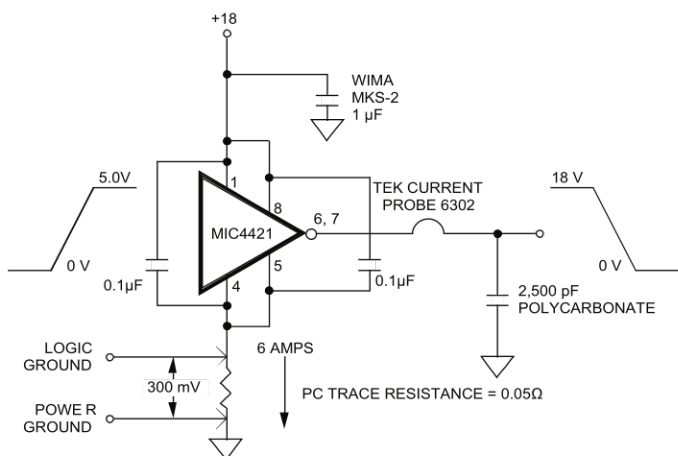 +18
WIMA
MKS-2
1 µF
5.0V
0 V
0.1µF
1
8
MIC4421
6, 7
5
4
0.1µF
TEK CURRENT
PROBE 6302
18 V
0 V
2,500 pF
POLYCARBONATE
LOGIC
GROUND
300 mV
POWE R
GROUND
6 AMPS
PC TRACE RESISTANCE = 0.05Ω